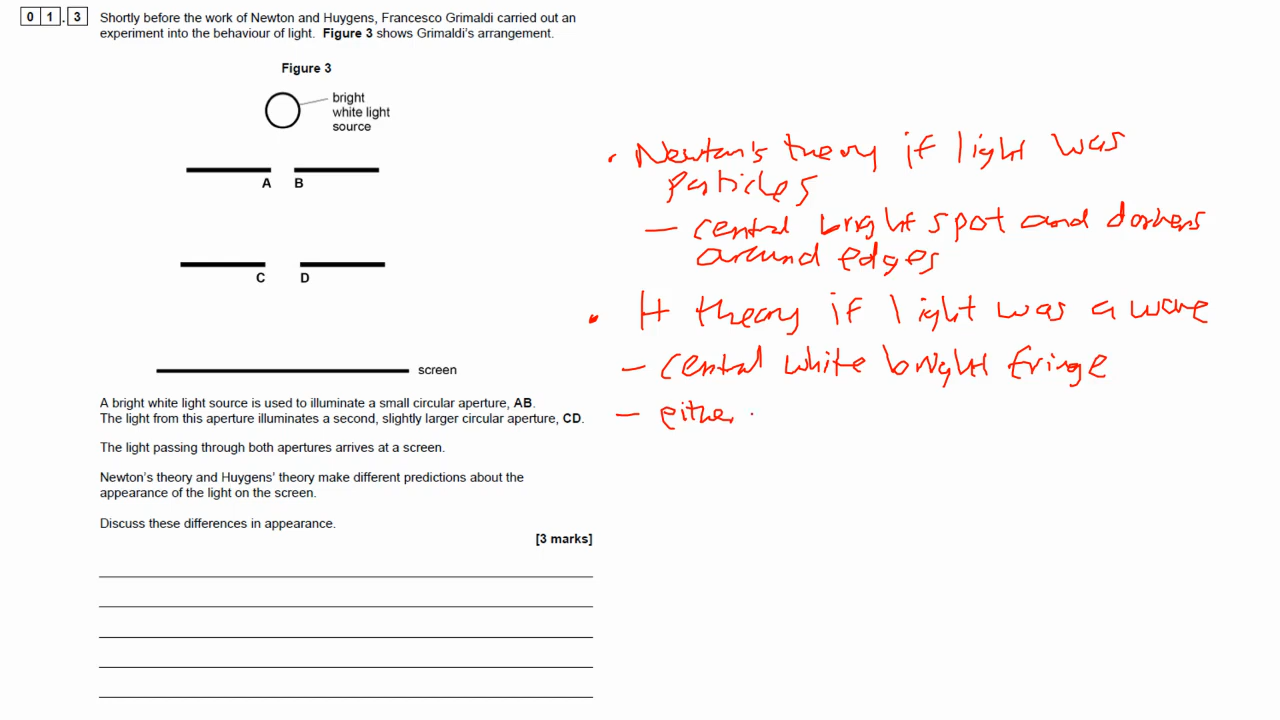 0 1 . 3 Shortly before the work of Newton and Huygens, Francesco Grimaldi carried out an
experiment into the behaviour of light. Figure 3 shows Grimaldi's arrangement.
Figure 3
bright
white light
source
A B
C D
screen
A bright white light source is used to illuminate a small circular aperture, AB.
The light from this aperture illuminates a second, slightly larger circular aperture, CD.
The light passing through both apertures arrives at a screen.
Newton's theory and Huygens' theory make different predictions about the
appearance of the light on the screen.
Discuss these differences in appearance.
[3 marks]
• Newton's theory if light was
particles
— central bright spot and darkness
around edges
• H theory if light was a wave
— central white bright fringe
— either